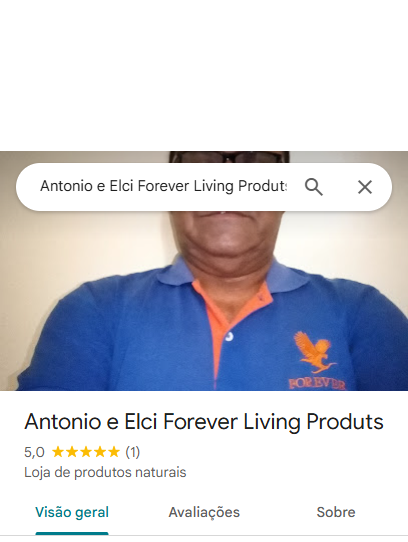 Antonio e Elci Forever Living Produts
FOREVER
Antonio e Elci Forever Living Produts
5,0 ★★★★★ (1)
Loja de produtos naturais
Visão geral
Avaliações
Sobre